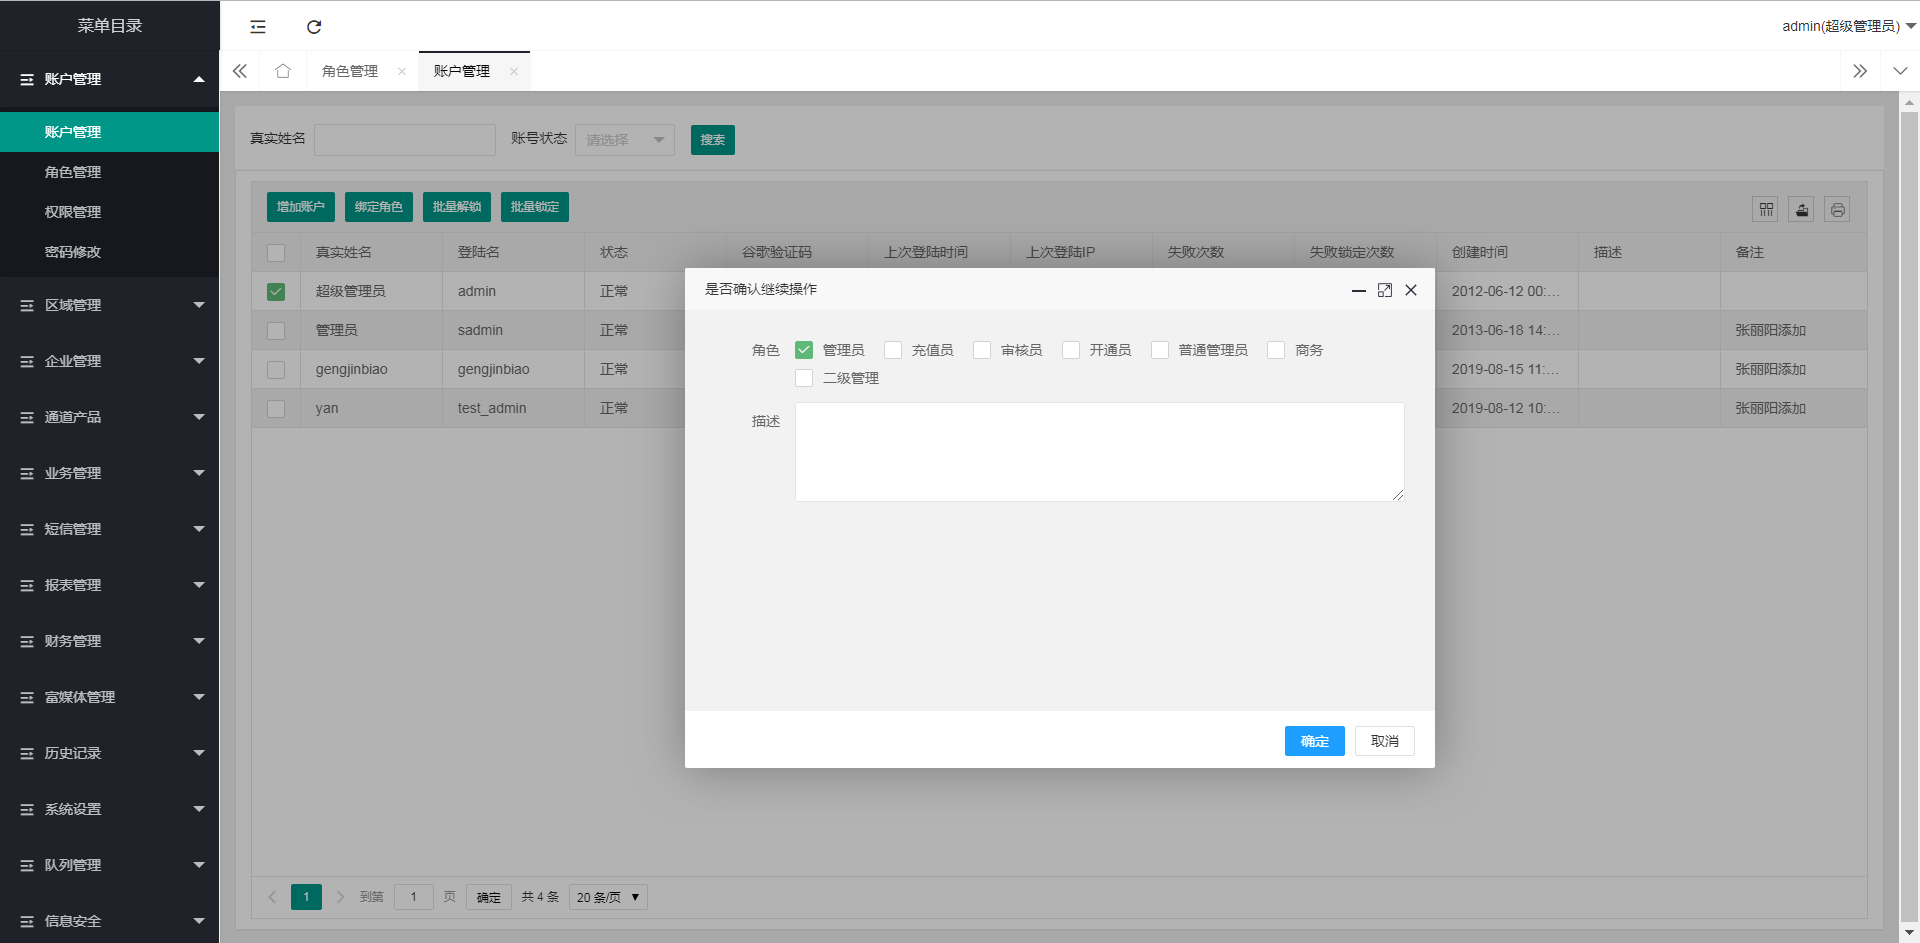 菜单目录
admin(超级管理员)
角色管理
账户管理
账户管理
账户管理
角色管理
权限管理
密码修改
区域管理
企业管理
通道产品
业务管理
短信管理
报表管理
财务管理
富媒体管理
历史记录
系统设置
队列管理
信息安全
真实姓名 账号状态 请选择 搜索
增加账户 绑定角色 批量解锁 批量锁定
真实姓名 登陆名 状态 谷歌验证码 上次登陆时间 上次登陆IP 失败次数 失败锁定次数 创建时间 描述 备注
超级管理员 admin 正常 2012-06-12 00:...
管理员 sadmin 正常 2013-06-18 14:... 张丽阳添加
gengjinbiao gengjinbiao 正常 2019-08-15 11:... 张丽阳添加
yan test_admin 正常 2019-08-12 10:... 张丽阳添加
是否确认继续操作
角色 管理员 充值员 审核员 开通员 普通管理员 商务
二级管理
描述
确定 取消
1 到第 1 页 确定 共 4 条 20 条/页